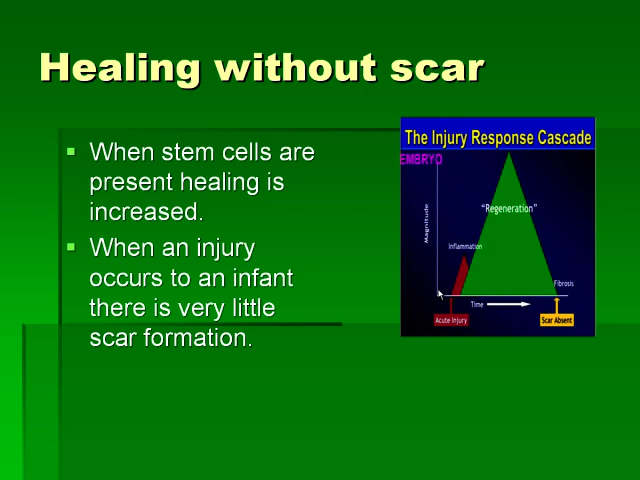 Healing without scar
When stem cells are
present healing is
increased.
When an injury
occurs to an infant
there is very little
scar formation.
The Injury Response Cascade
EMBRYO
"Regeneration"
Magnitude
Inflammation
Fibrosis
Time
Acute Injury
Scar Absent